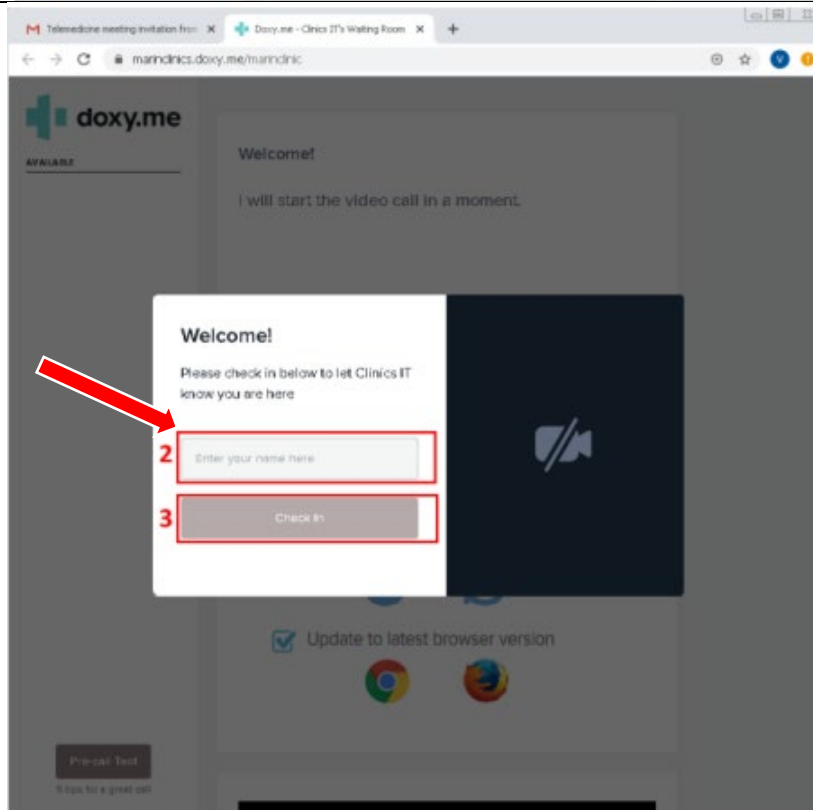 Telemedicine meeting invitation from
Doxy.me - Clinics IT's Waiting Room
marinclinics.doxy.me/marinclinic
V
doxy.me
AVAILABLE
Welcome!
I will start the video call in a moment.
Welcome!
Please check in below to let Clinics IT
know you are here
2
Enter your name here
3
Check In
Update to latest browser version
Pre-call Test
5 tips for a great call